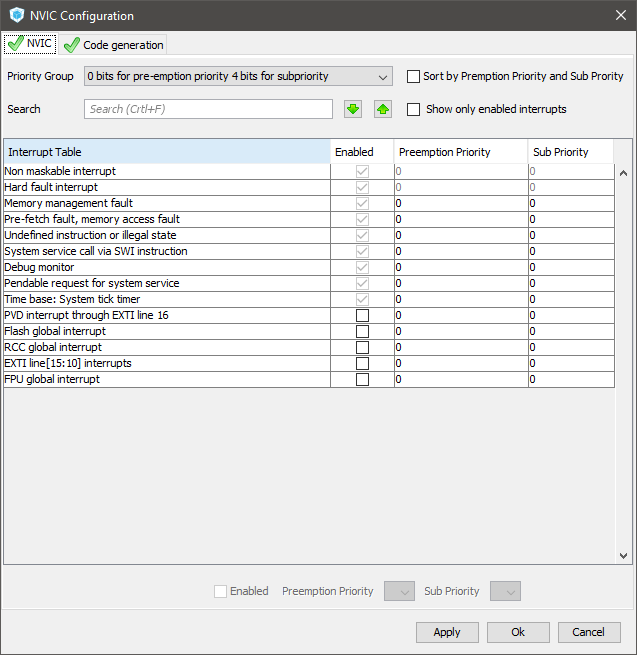 NVIC Configuration
NVIC Code generation
Priority Group 0 bits for pre-emption priority 4 bits for subpriority Sort by Premption Priority and Sub Prority
Search Search (Crtl+F) Show only enabled interrupts
Interrupt Table Enabled Preemption Priority Sub Priority
Non maskable interrupt 0 0
Hard fault interrupt 0 0
Memory management fault 0 0
Pre-fetch fault, memory access fault 0 0
Undefined instruction or illegal state 0 0
System service call via SWI instruction 0 0
Debug monitor 0 0
Pendable request for system service 0 0
Time base: System tick timer 0 0
PVD interrupt through EXTI line 16 0 0
Flash global interrupt 0 0
RCC global interrupt 0 0
EXTI line[15:10] interrupts 0 0
FPU global interrupt 0 0
Enabled Preemption Priority Sub Priority
Apply Ok Cancel